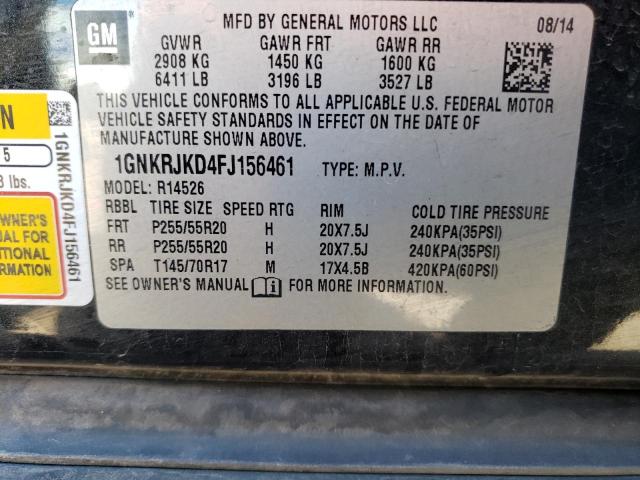 GM
MFD BY GENERAL MOTORS LLC 08/14
GVWR GAWR FRT GAWR RR
2908 KG 1450 KG 1600 KG
6411 LB 3196 LB 3527 LB
THIS VEHICLE CONFORMS TO ALL APPLICABLE U.S. FEDERAL MOTOR
VEHICLE SAFETY STANDARDS IN EFFECT ON THE DATE OF
MANUFACTURE SHOWN ABOVE.
1GNKRJKD4FJ156461 TYPE: M.P.V.
MODEL: R14526
RBBL TIRE SIZE SPEED RTG RIM COLD TIRE PRESSURE
FRT P255/55R20 H 20X7.5J 240KPA(35PSI)
RR P255/55R20 H 20X7.5J 240KPA(35PSI)
SPA T145/70R17 M 17X4.5B 420KPA(60PSI)
SEE OWNER'S MANUAL i FOR MORE INFORMATION.
N
5
lbs.
OWNER'S
FOR
1GNKRJKD4FJ156461